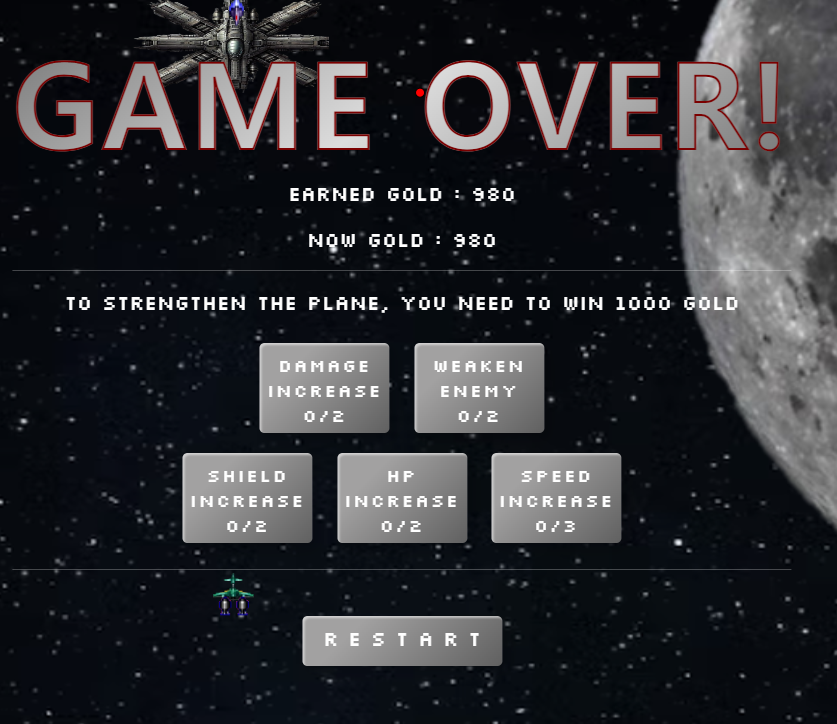 GAME OVER!
EARNED GOLD : 980
NOW GOLD : 980
TO STRENGTHEN THE PLANE, YOU NEED TO WIN 1000 GOLD
DAMAGE
INCREASE
0/2
WEAKEN
ENEMY
0/2
SHIELD
INCREASE
0/2
HP
INCREASE
0/2
SPEED
INCREASE
0/3
RESTART